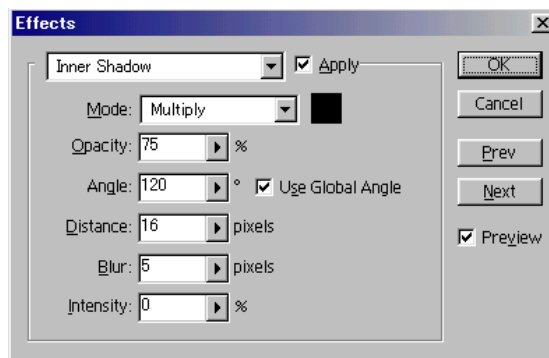 Effects
Inner Shadow Apply OK
Mode: Multiply Cancel
Opacity: 75 % Prev
Angle: 120 ° Use Global Angle Next
Distance: 16 pixels Preview
Blur: 5 pixels
Intensity: 0 %